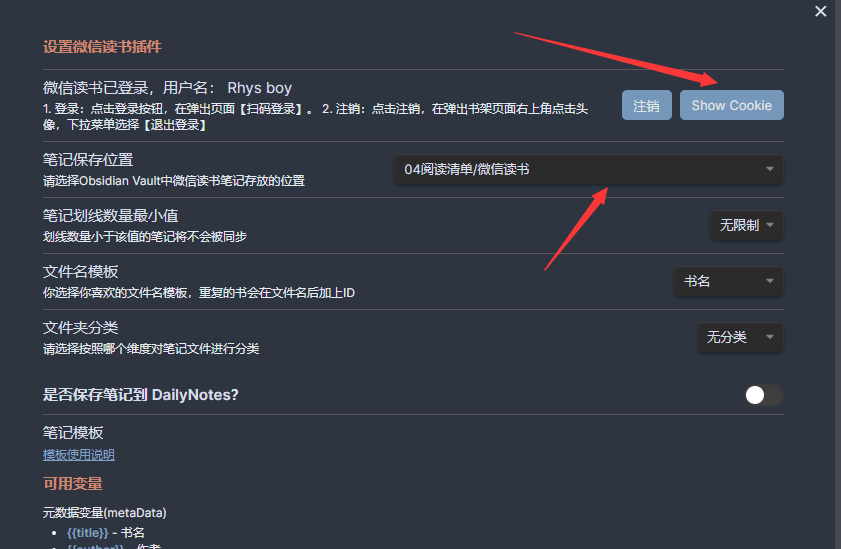 设置微信读书插件
微信读书已登录，用户名： Rhys boy
1. 登录：点击登录按钮，在弹出页面【扫码登录】。 2. 注销：点击注销，在弹出书架页面右上角点击头
像，下拉菜单选择【退出登录】
注销
Show Cookie
笔记保存位置
请选择Obsidian Vault中微信读书笔记存放的位置
04阅读清单/微信读书
笔记划线数量最小值
划线数量小于该值的笔记将不会被同步
无限制
文件名模板
你选择你喜欢的文件名模板，重复的书会在文件名后加上ID
书名
文件夹分类
请选择按照哪个维度对笔记文件进行分类
无分类
是否保存笔记到 DailyNotes?
笔记模板
模板使用说明
可用变量
元数据变量(metaData)
• {{title}} - 书名
• {{author}} - 作者